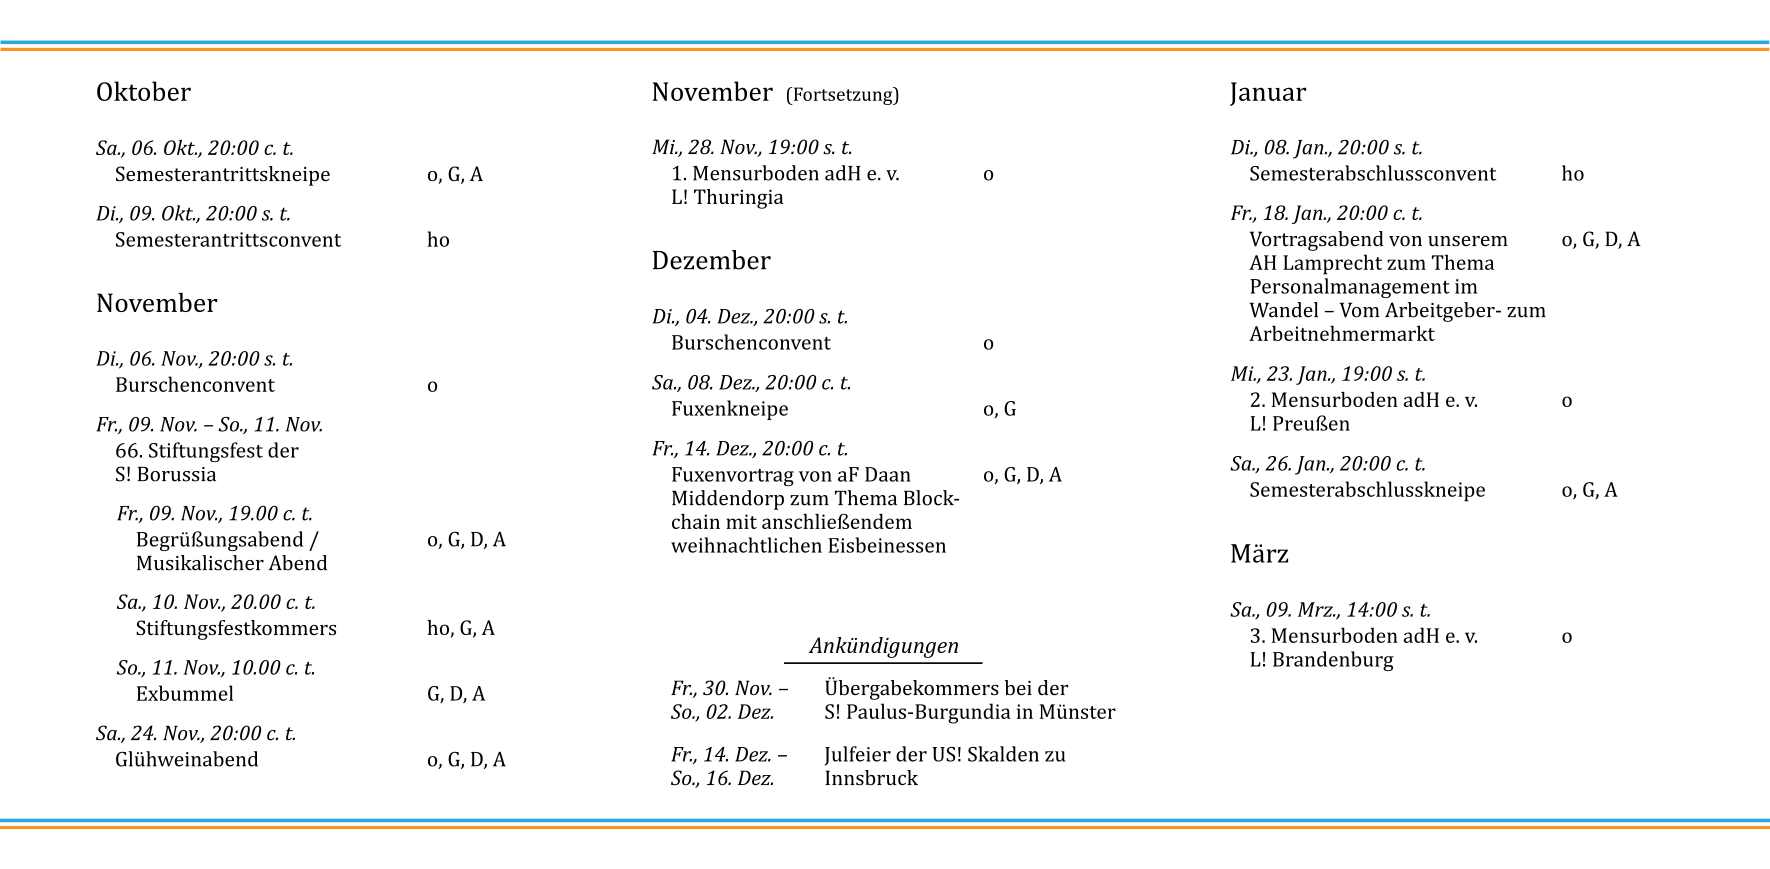 Oktober
Sa., 06. Okt., 20:00 c. t.
Semesterantrittskneipe o, G, A
Di., 09. Okt., 20:00 s. t.
Semesterantrittsconvent ho
November
Di., 06. Nov., 20:00 s. t.
Burschenconvent o
Fr., 09. Nov. – So., 11. Nov.
66. Stiftungsfest der
S! Borussia
Fr., 09. Nov., 19.00 c. t.
Begrüßungsabend / o, G, D, A
Musikalischer Abend
Sa., 10. Nov., 20.00 c. t.
Stiftungsfestkommers ho, G, A
So., 11. Nov., 10.00 c. t.
Exbummel G, D, A
Sa., 24. Nov., 20:00 c. t.
Glühweinabend o, G, D, A
November (Fortsetzung)
Mi., 28. Nov., 19:00 s. t.
1. Mensurboden adH e. v. o
L! Thuringia
Dezember
Di., 04. Dez., 20:00 s. t.
Burschenconvent o
Sa., 08. Dez., 20:00 c. t.
Fuxenkneipe o, G
Fr., 14. Dez., 20:00 c. t.
Fuxenvortrag von aF Daan o, G, D, A
Middendorp zum Thema Block-
chain mit anschließendem
weihnachtlichen Eisbeinessen
Ankündigungen
Fr., 30. Nov. – Übergabekommers bei der
So., 02. Dez. S! Paulus-Burgundia in Münster
Fr., 14. Dez. – Julfeier der US! Skalden zu
So., 16. Dez. Innsbruck
Januar
Di., 08. Jan., 20:00 s. t.
Semesterabschlussconvent ho
Fr., 18. Jan., 20:00 c. t.
Vortragsabend von unserem o, G, D, A
AH Lamprecht zum Thema
Personalmanagement im
Wandel – Vom Arbeitgeber- zum
Arbeitnehmermarkt
Mi., 23. Jan., 19:00 s. t.
2. Mensurboden adH e. v. o
L! Preußen
Sa., 26. Jan., 20:00 c. t.
Semesterabschlusskneipe o, G, A
März
Sa., 09. Mrz., 14:00 s. t.
3. Mensurboden adH e. v. o
L! Brandenburg